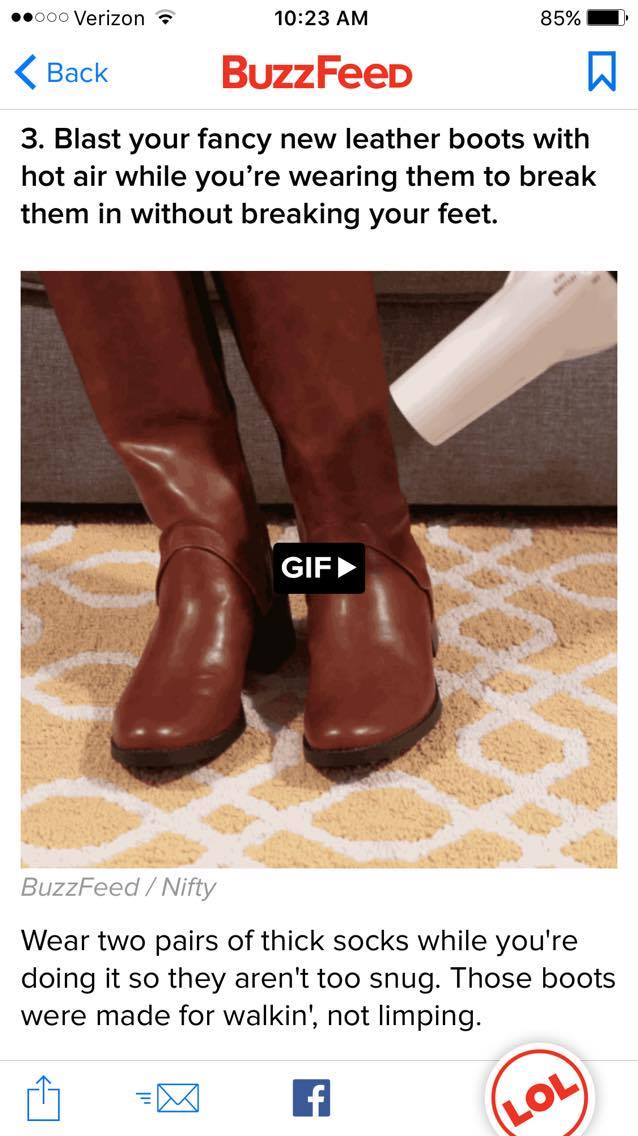 Verizon 10:23 AM 85%
Back BuzzFeed
3. Blast your fancy new leather boots with
hot air while you’re wearing them to break
them in without breaking your feet.
GIF
BuzzFeed / Nifty
Wear two pairs of thick socks while you're
doing it so they aren't too snug. Those boots
were made for walkin', not limping.
f
LOL